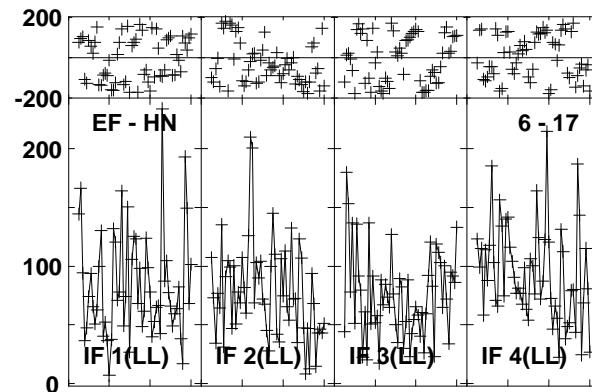 200
-200
EF - HN
6 - 17
200
100
0
IF 1(LL)
IF 2(LL)
IF 3(LL)
IF 4(LL)